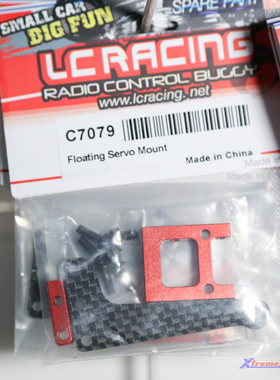 SMALL CAR
BIG FUN
SPARE PART
LC RACING
RADIO CONTROL BUGGY
www.lcracing.net
C7079
Floating Servo Mount
Made in China